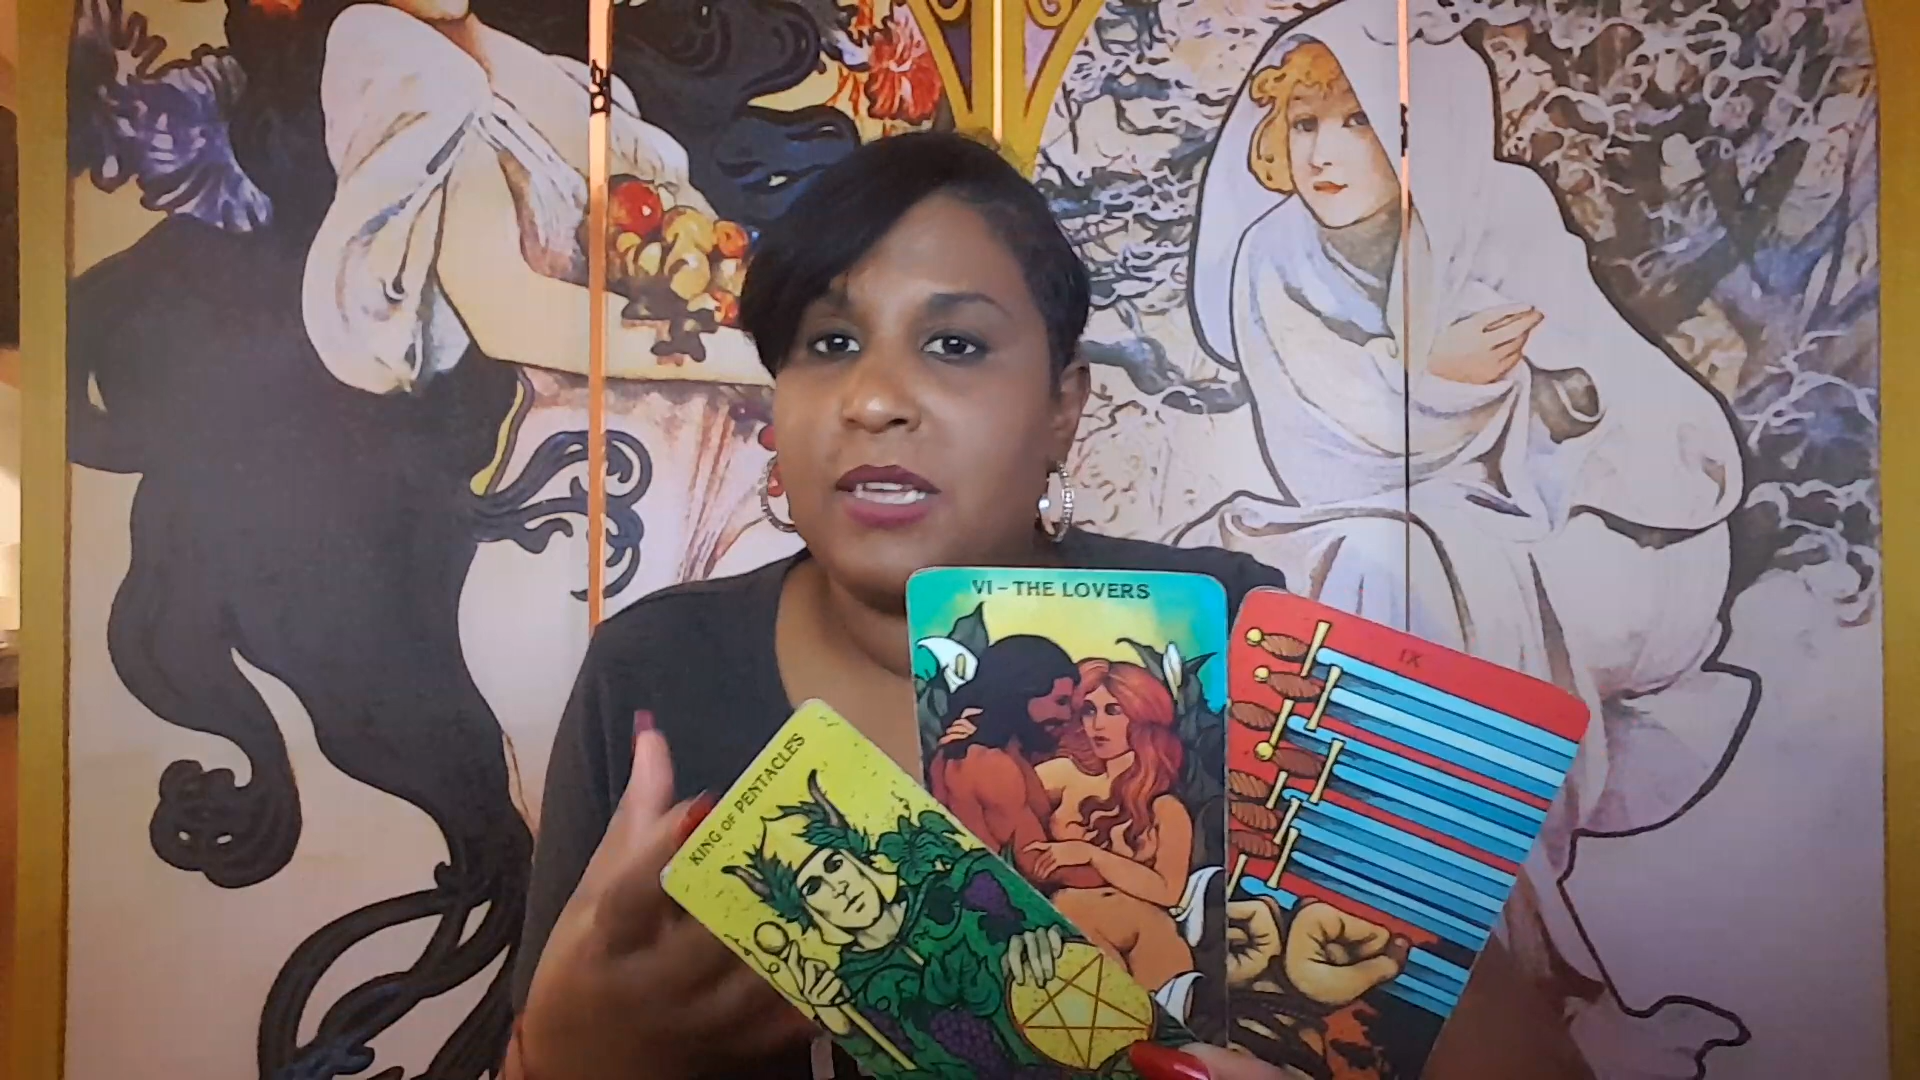 VI – THE LOVERS
IX
KING OF PENTACLES